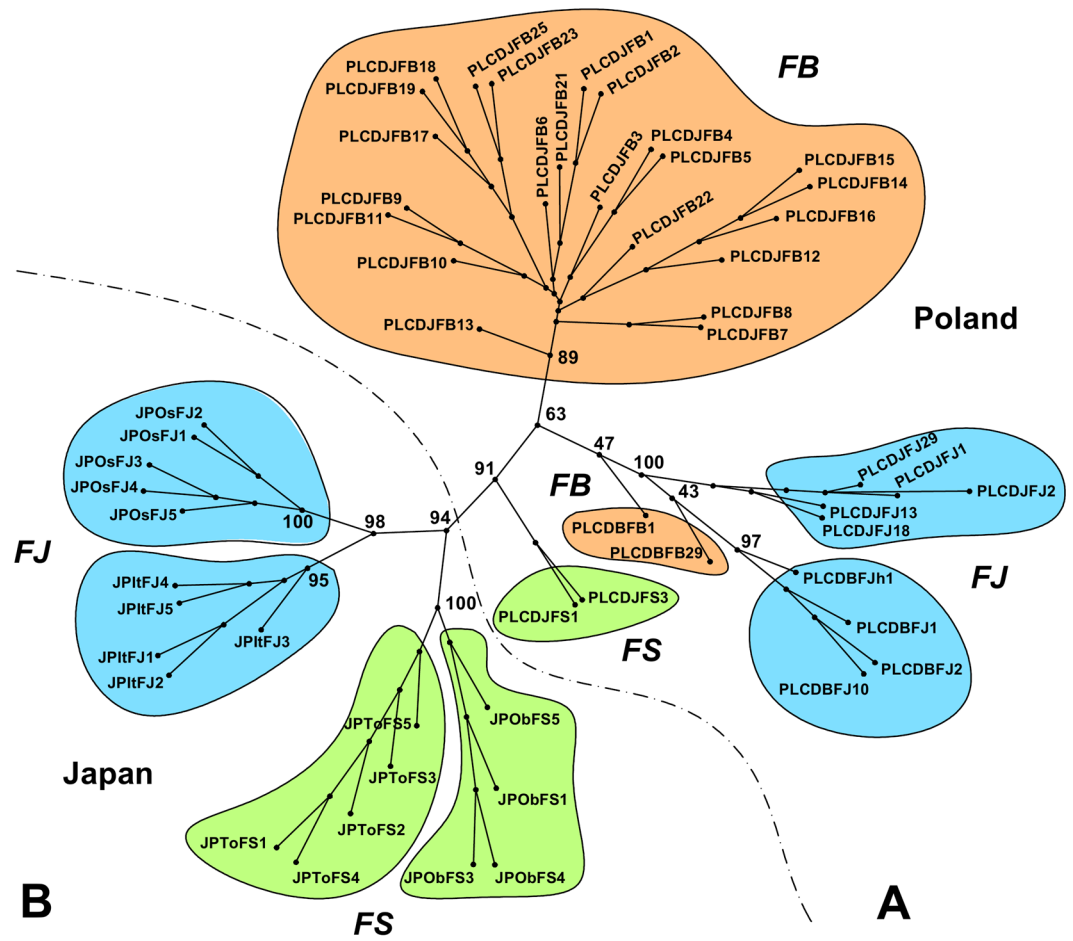 FB
PLCDJFB25
PLCDJFB23
PLCDJFB1
PLCDJFB2
PLCDJFB18
PLCDJFB19
PLCDJFB21
PLCDJFB6
PLCDJFB17
PLCDJFB3
PLCDJFB4
PLCDJFB5
PLCDJFB15
PLCDJFB14
PLCDJFB9
PLCDJFB11
PLCDJFB22
PLCDJFB16
PLCDJFB10
PLCDJFB12
PLCDJFB13
PLCDJFB8
PLCDJFB7
Poland
89
63
JPOsFJ2
JPOsFJ1
JPOsFJ3
JPOsFJ4
JPOsFJ5
100
98
94
91
47
100
43
FB
PLCDBFB1
PLCDBFB29
PLCDJFJ29
PLCDJFJ1
PLCDJFJ2
PLCDJFJ13
PLCDJFJ18
FJ
FJ
97
95
JPItFJ4
JPItFJ5
JPItFJ3
JPItFJ1
JPItFJ2
100
PLCDJFS3
PLCDJFS1
FS
PLCDBFJh1
PLCDBFJ1
PLCDBFJ2
PLCDBFJ10
Japan
JPToFS5
JPToFS3
JPToFS2
JPToFS1
JPToFS4
JPObFS5
JPObFS1
JPObFS3
JPObFS4
B
FS
A